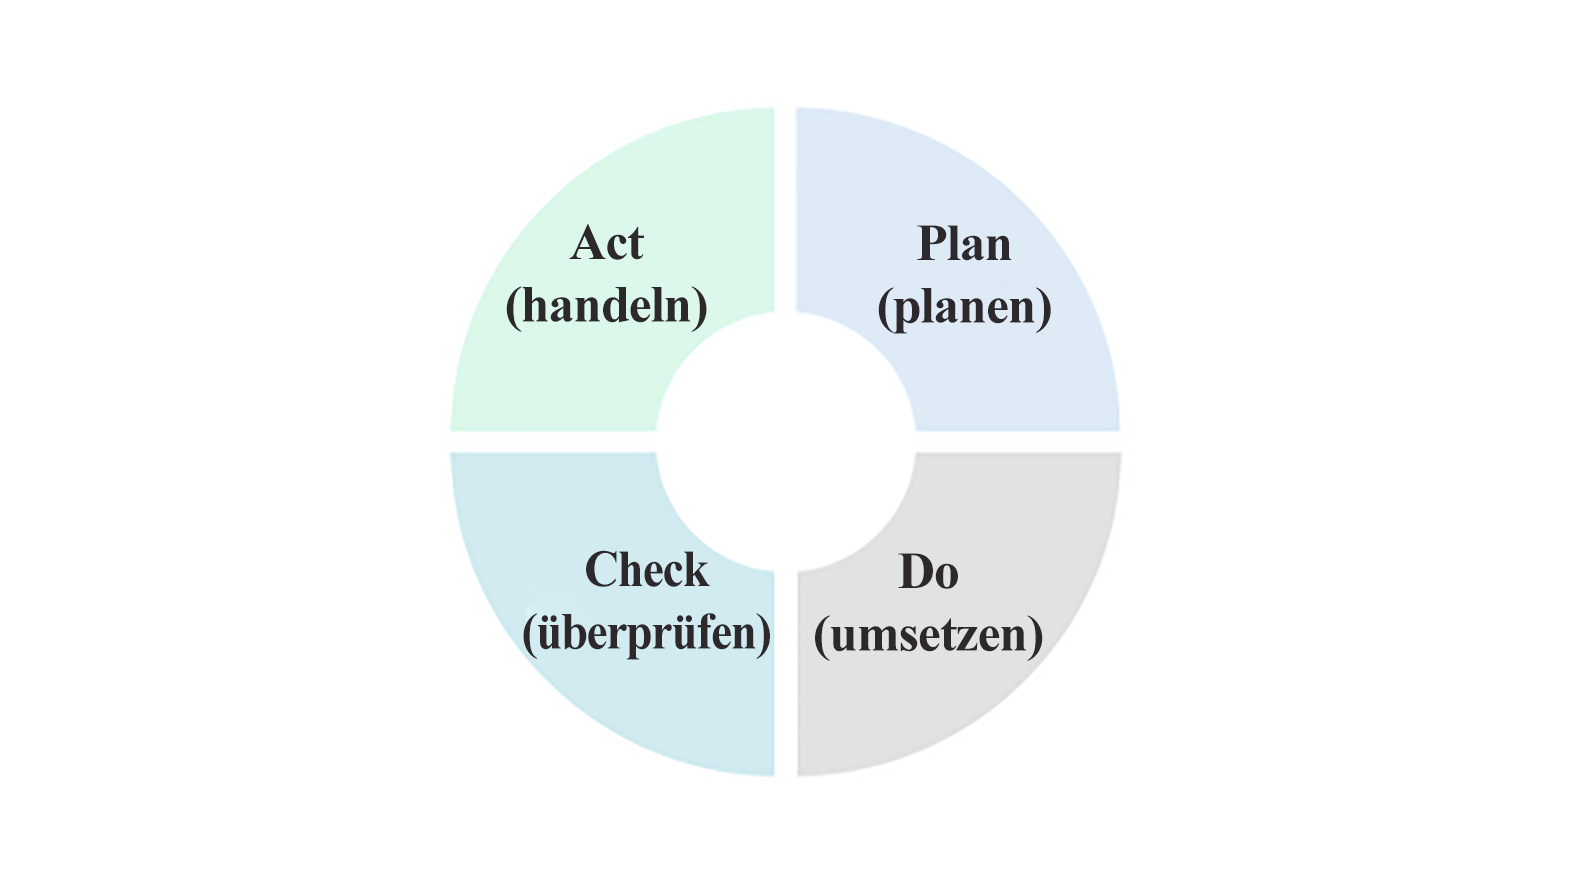 Act
(handeln)
Plan
(planen)
Check
(überprüfen)
Do
(umsetzen)